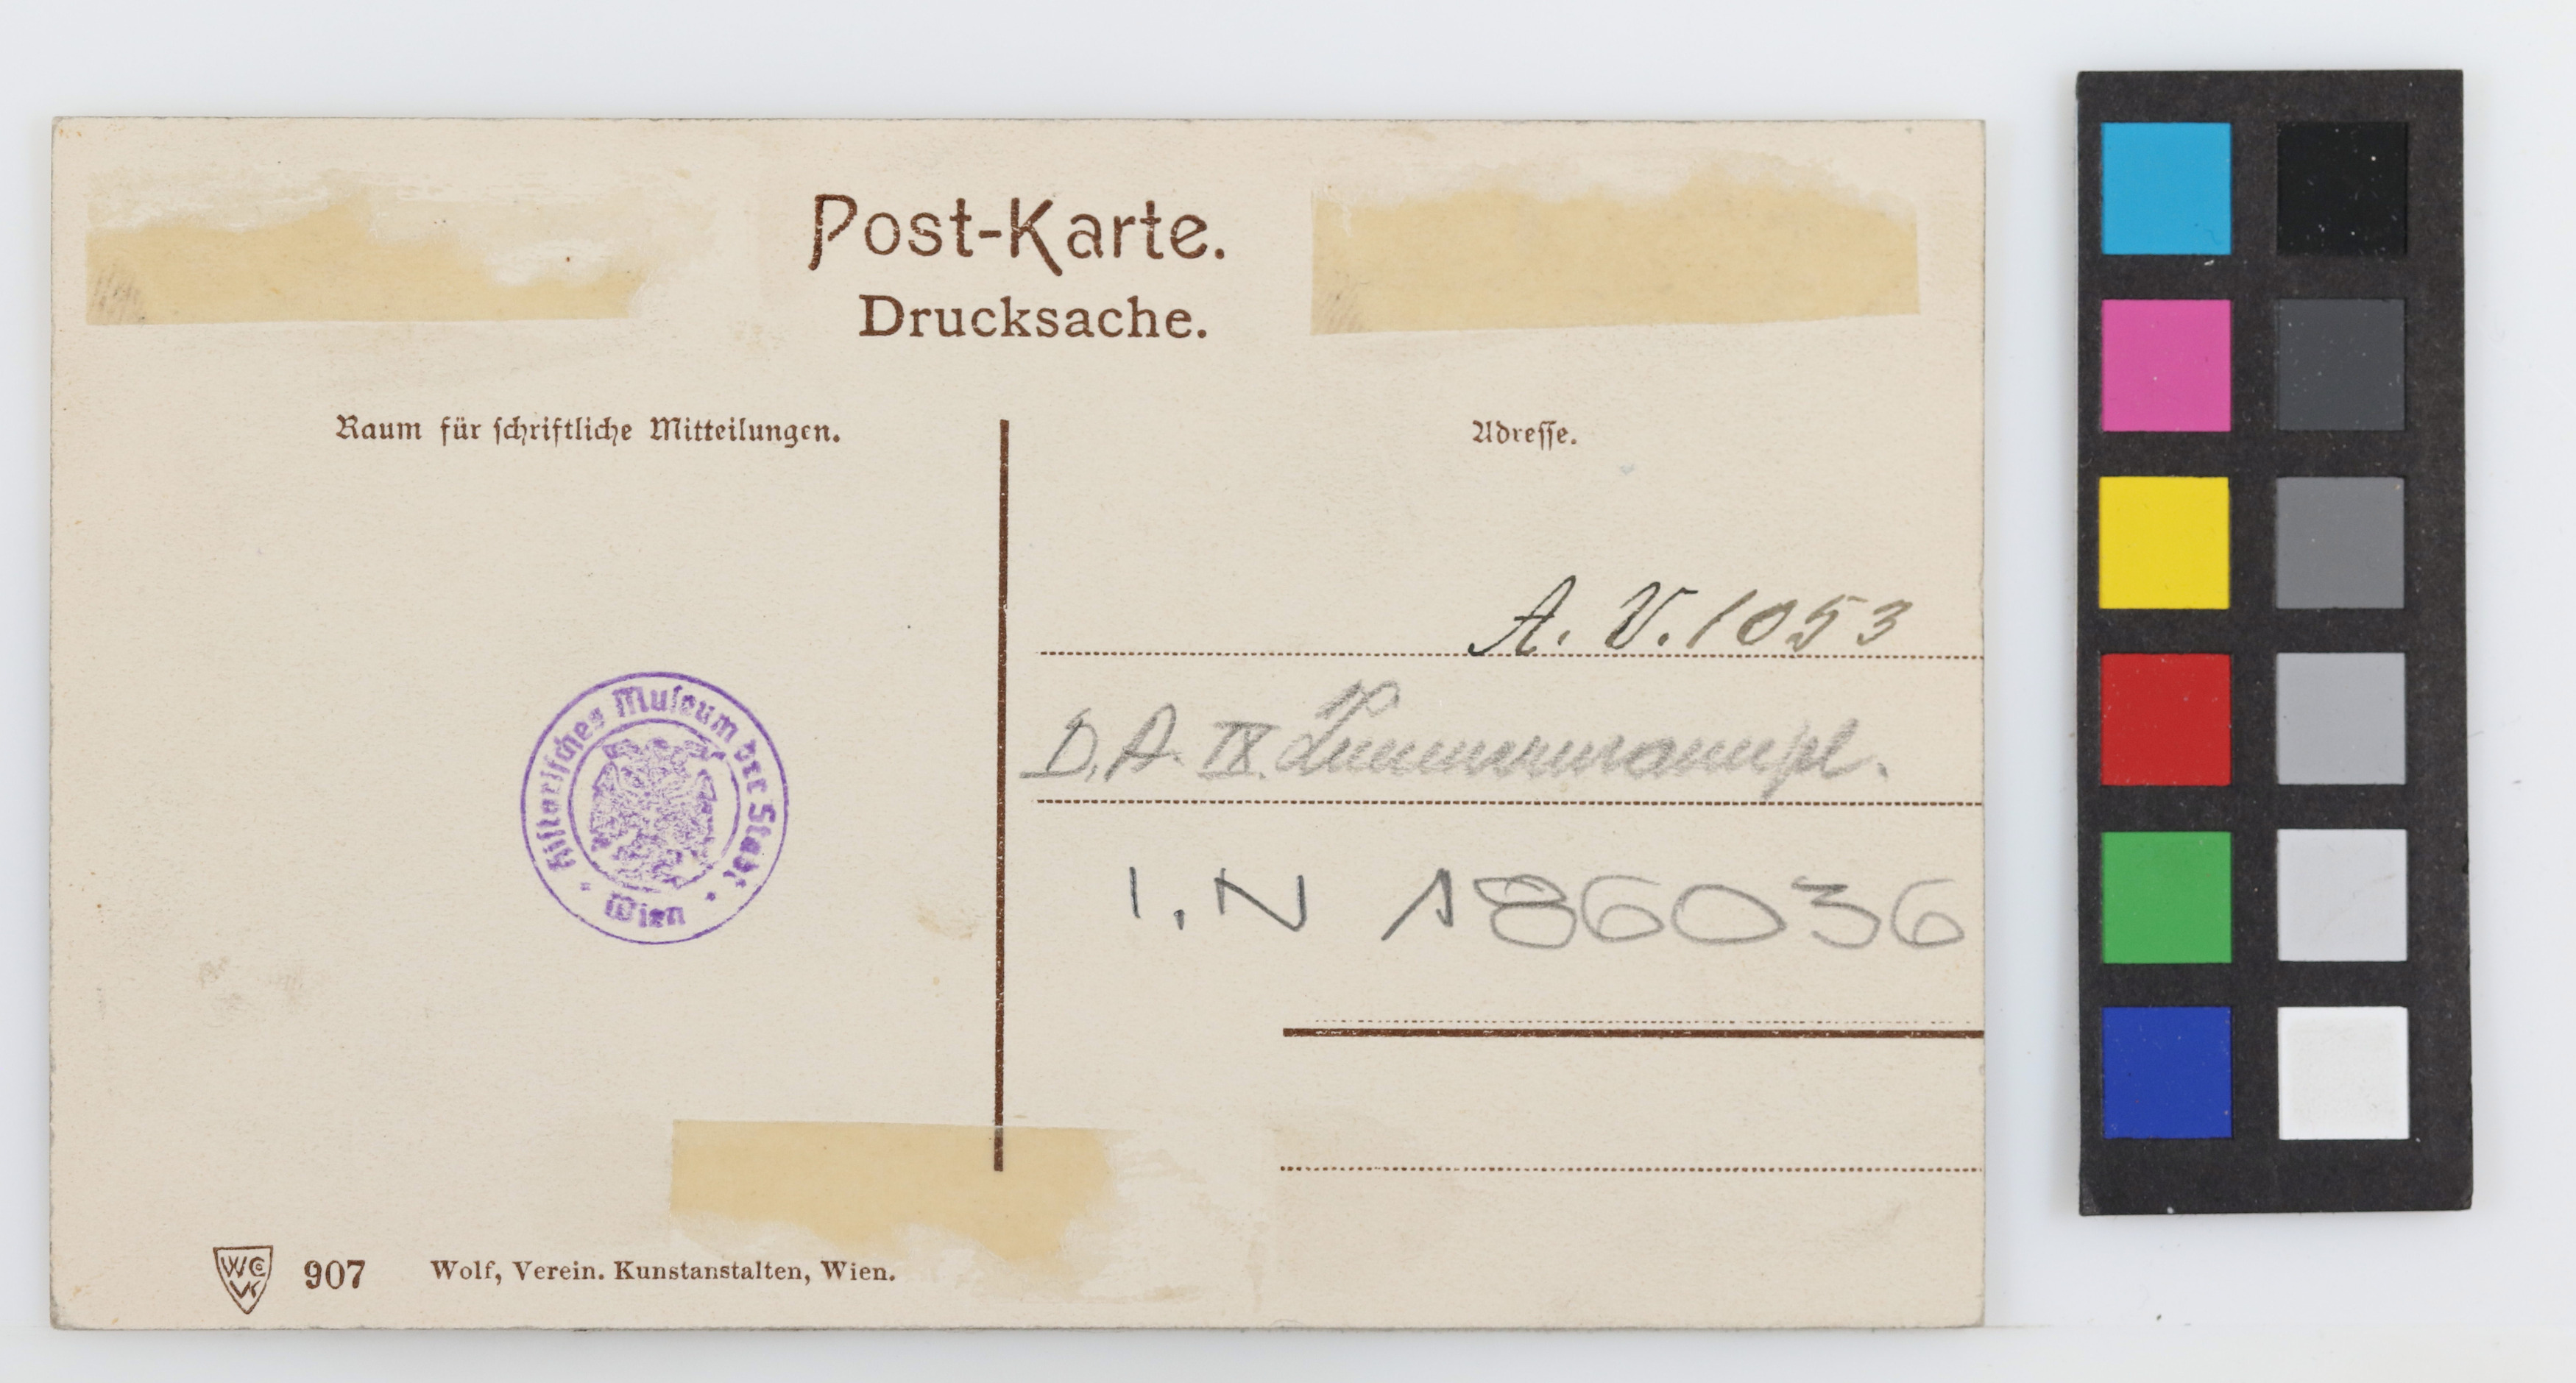 Post-Karte.
Drucksache.
Raum für schriftliche Mitteilungen.
Adresse.
A. V. 1053
D. A. IX. Zimmermannpl.
I. N 186036
Historisches Museum der Stadt
Wien
907 Wolf, Verein. Kunstanstalten, Wien.